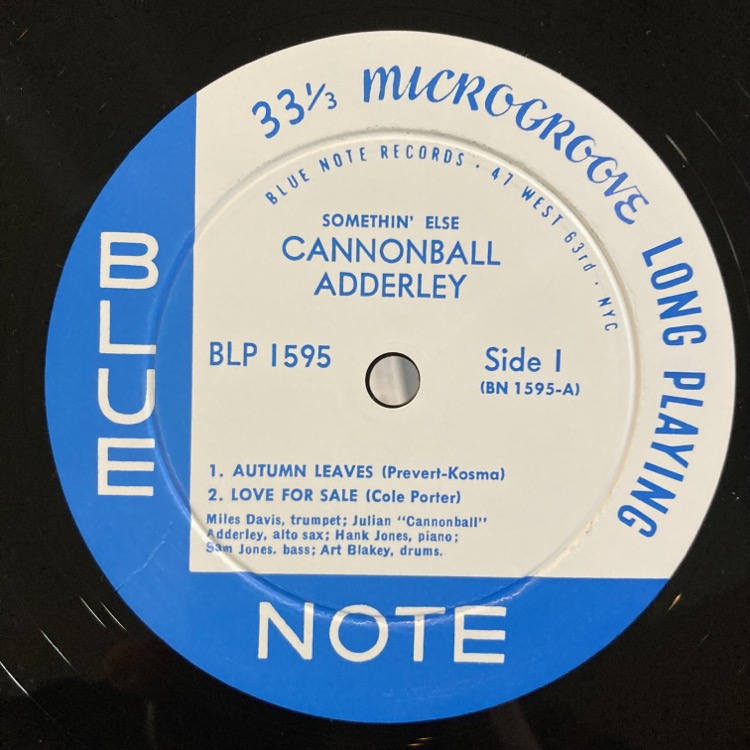 33⅓ MICROGROOVE LONG PLAYING
BLUE NOTE RECORDS · 47 WEST 63rd · NYC
SOMETHIN' ELSE
CANNONBALL
ADDERLEY
BLP 1595
Side 1
(BN 1595-A)
1. AUTUMN LEAVES (Prevert-Kosma)
2. LOVE FOR SALE (Cole Porter)
Miles Davis, trumpet; Julian "Cannonball"
Adderley, alto sax; Hank Jones, piano;
Sam Jones, bass; Art Blakey, drums.
BLUE
NOTE